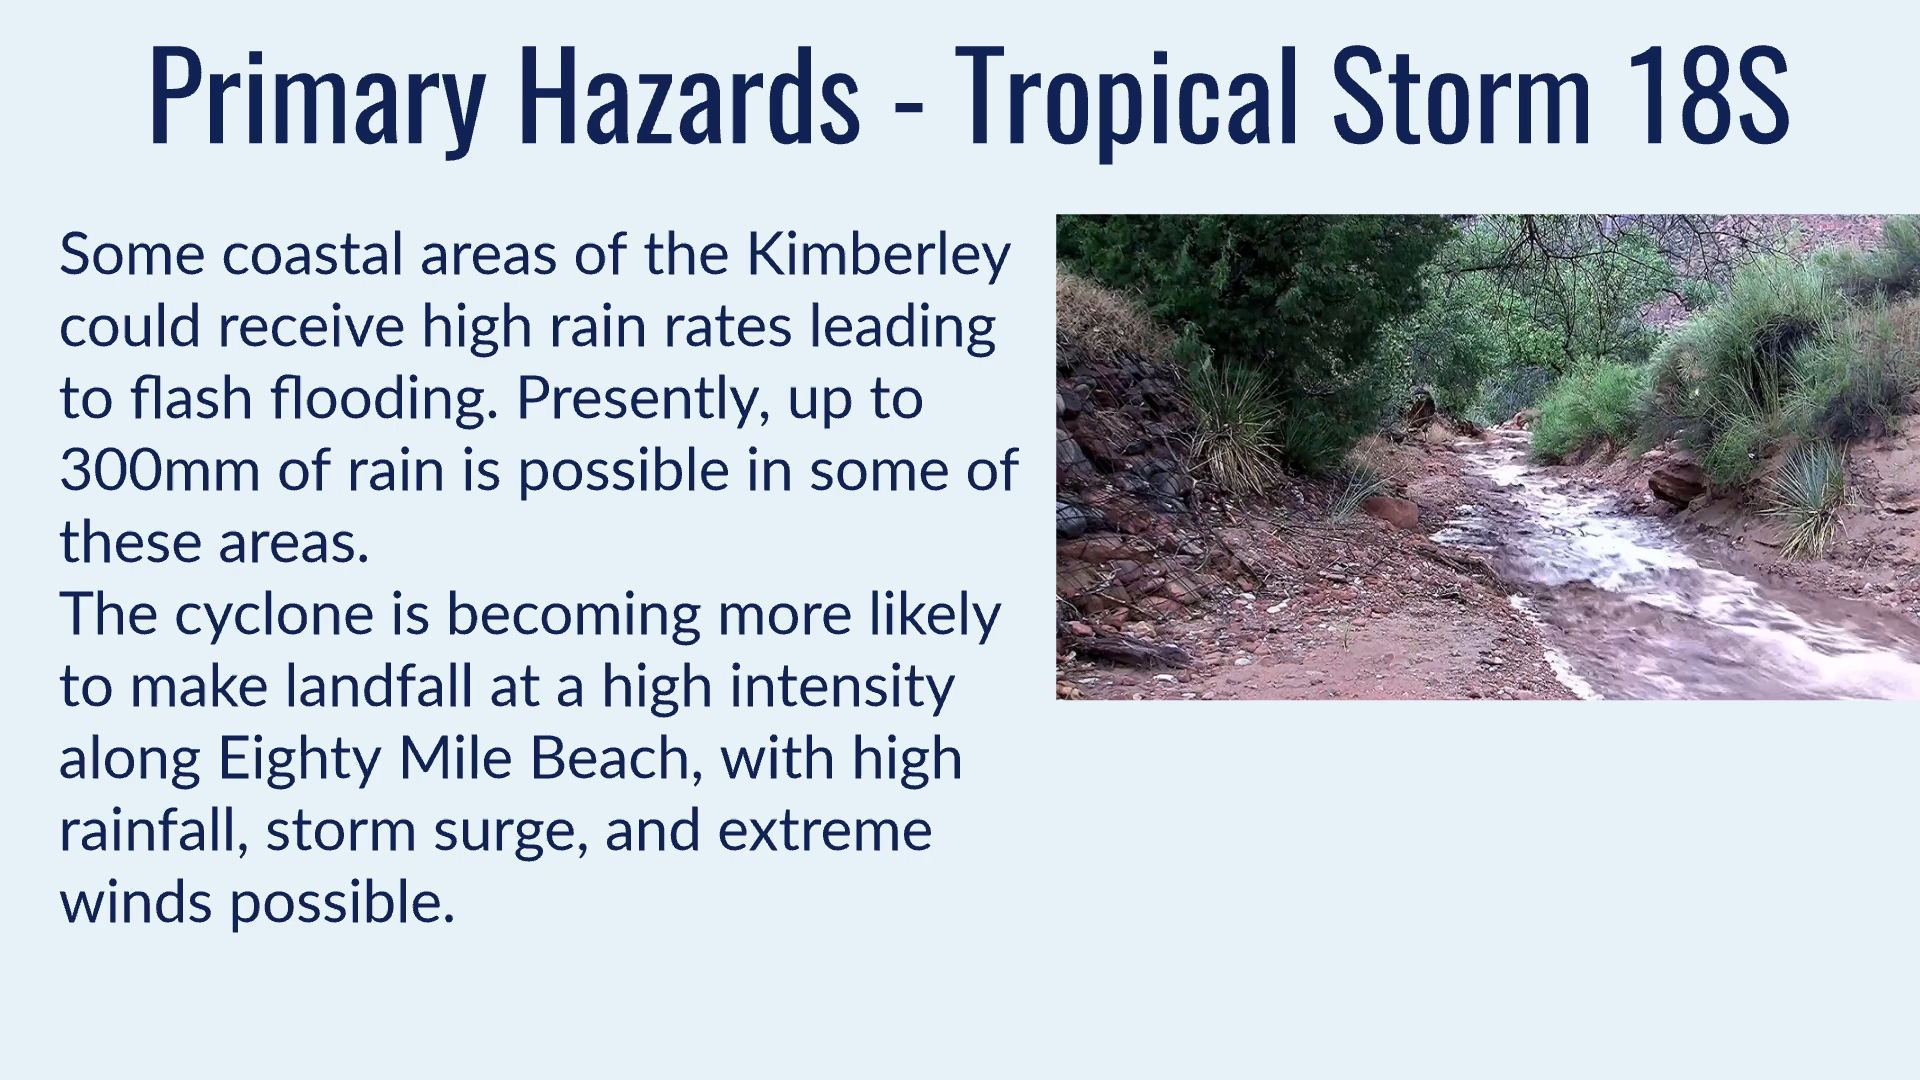 Primary Hazards - Tropical Storm 18S
Some coastal areas of the Kimberley
could receive high rain rates leading
to flash flooding. Presently, up to
300mm of rain is possible in some of
these areas.
The cyclone is becoming more likely
to make landfall at a high intensity
along Eighty Mile Beach, with high
rainfall, storm surge, and extreme
winds possible.